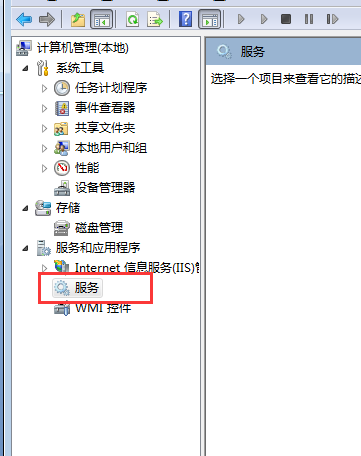 计算机管理(本地)
系统工具
任务计划程序
事件查看器
共享文件夹
本地用户和组
性能
设备管理器
存储
磁盘管理
服务和应用程序
Internet 信息服务(IIS)管
服务
WMI 控件
服务
选择一个项目来查看它的描述